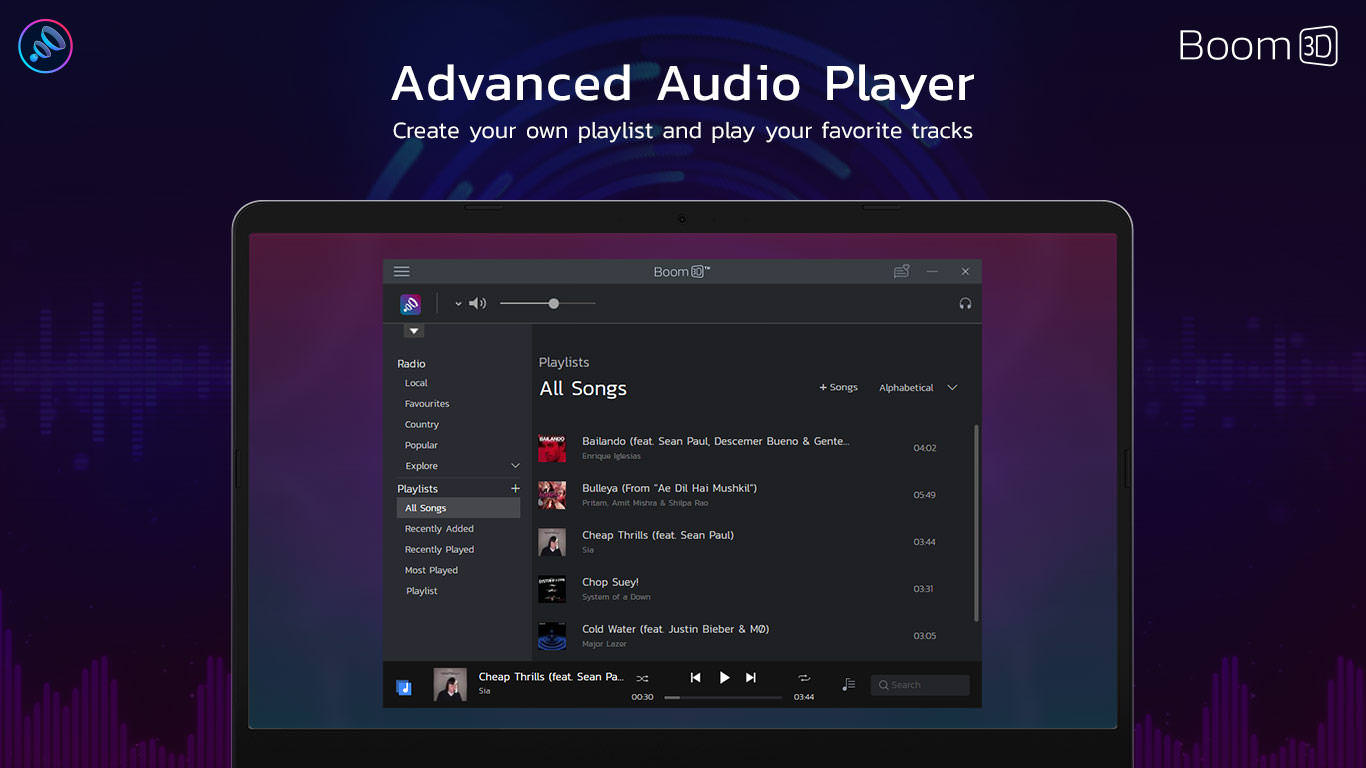 Boom 3D
Advanced Audio Player
Create your own playlist and play your favorite tracks
Boom 3D™
Radio
Local
Favourites
Country
Popular
Explore
Playlists +
All Songs
Recently Added
Recently Played
Most Played
Playlist
Playlists
All Songs
+ Songs Alphabetical
BAILANDO
Bailando (feat. Sean Paul, Descemer Bueno & Gente...
Enrique Iglesias
04:02
Bulleya (From "Ae Dil Hai Mushkil")
Pritam, Amit Mishra & Shilpa Rao
05:49
Cheap Thrills (feat. Sean Paul)
Sia
03:44
Chop Suey!
System of a Down
03:31
Cold Water (feat. Justin Bieber & MØ)
Major Lazer
03:05
Cheap Thrills (feat. Sean Pa...
Sia
00:30
03:44
Search